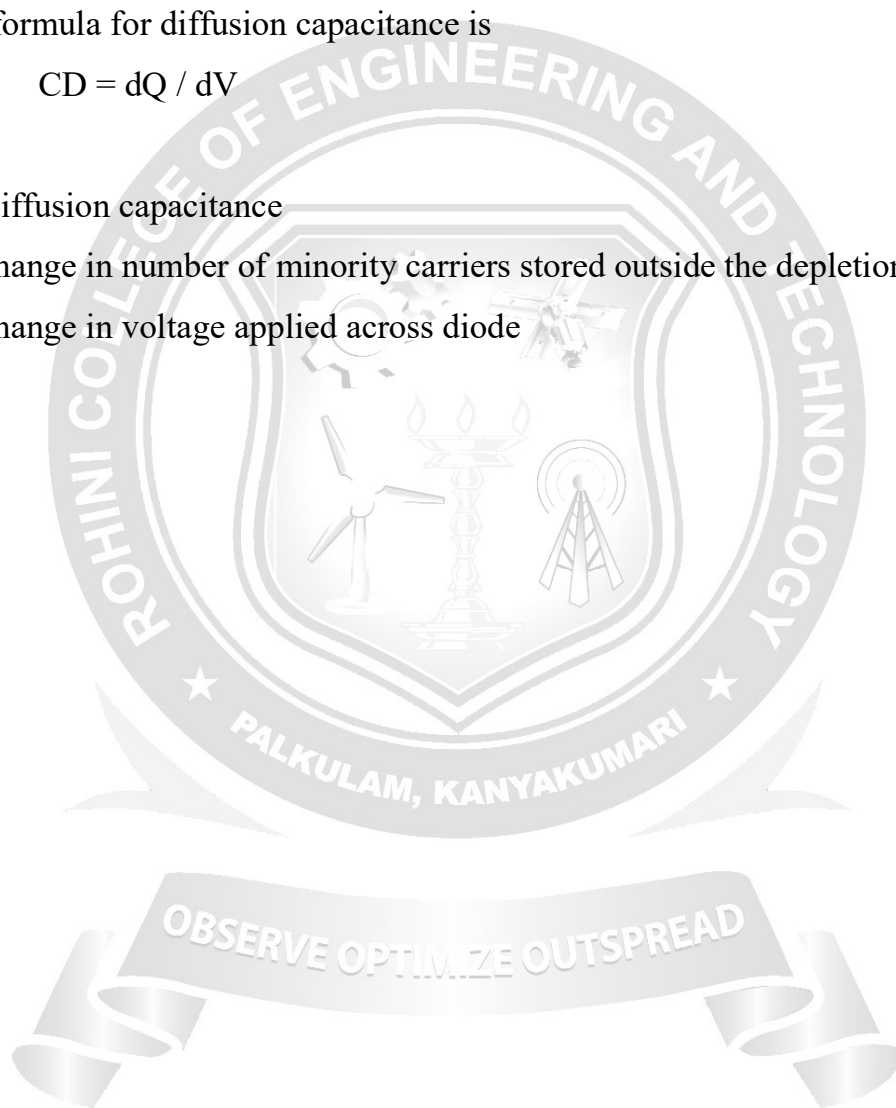 formula for diffusion capacitance is
CD = dQ / dV
iffusion capacitance
hange in number of minority carriers stored outside the depletion
hange in voltage applied across diode
ROHINI COLLEGE OF ENGINEERING AND TECHNOLOGY
PALKULAM, KANYAKUMARI
OBSERVE OPTIMIZE OUTSPREAD